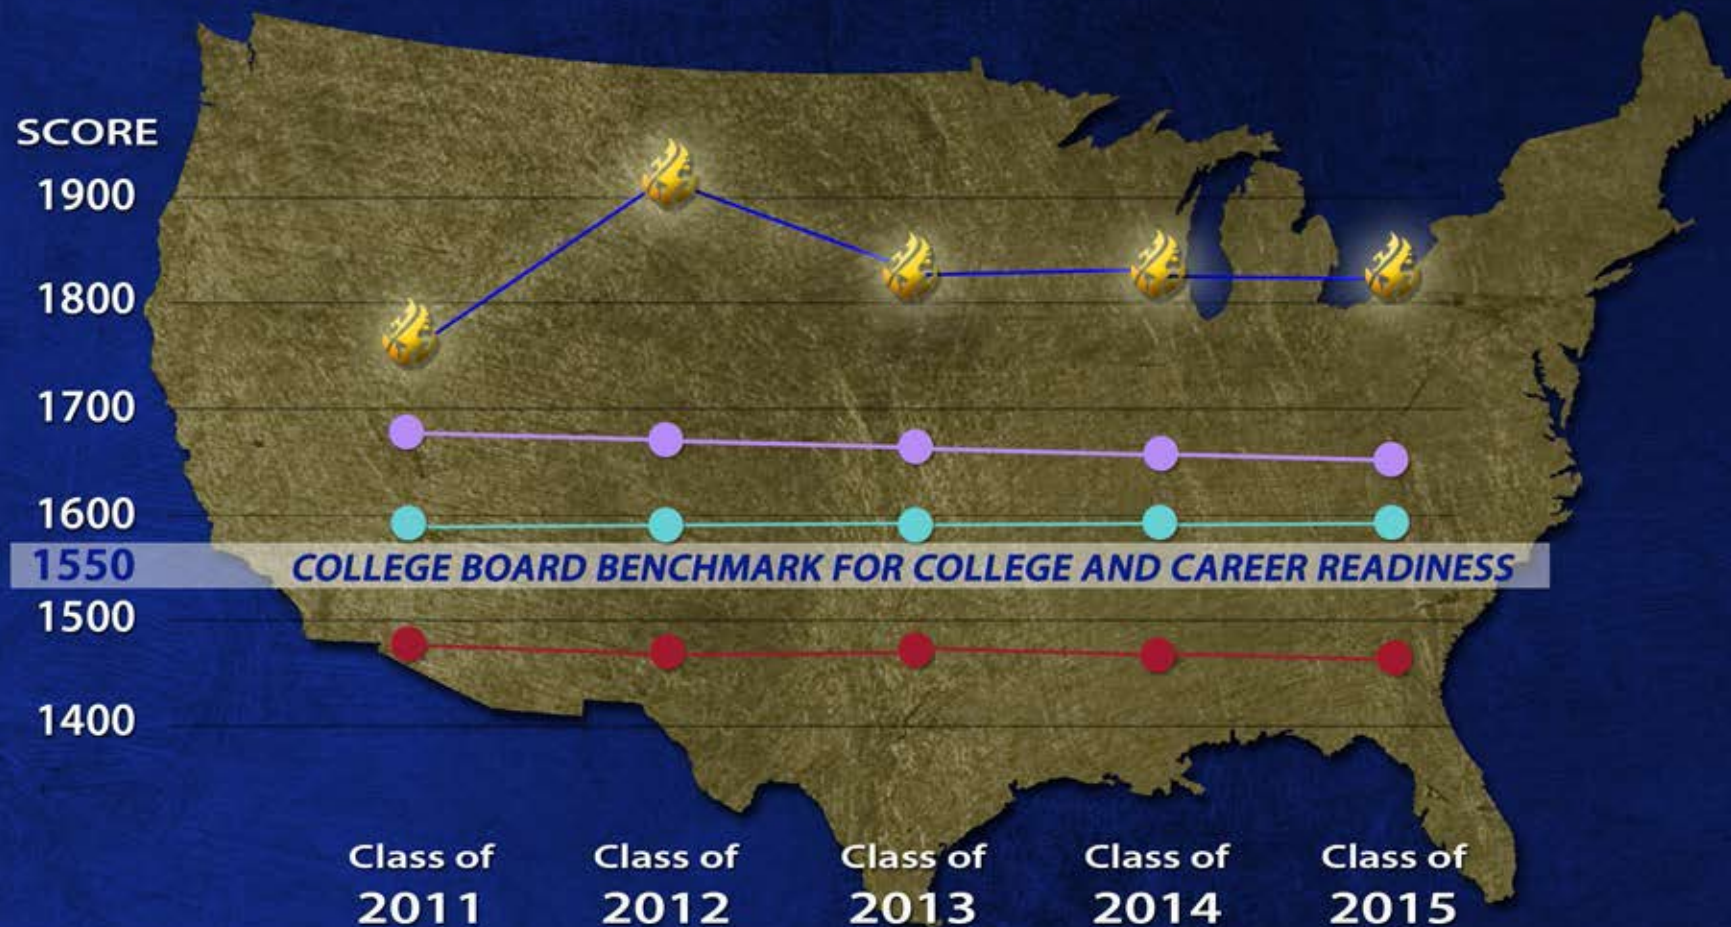 SCORE
1900
1800
1700
1600
1550 COLLEGE BOARD BENCHMARK FOR COLLEGE AND CAREER READINESS
1500
1400
Class of Class of Class of Class of Class of
2011 2012 2013 2014 2015